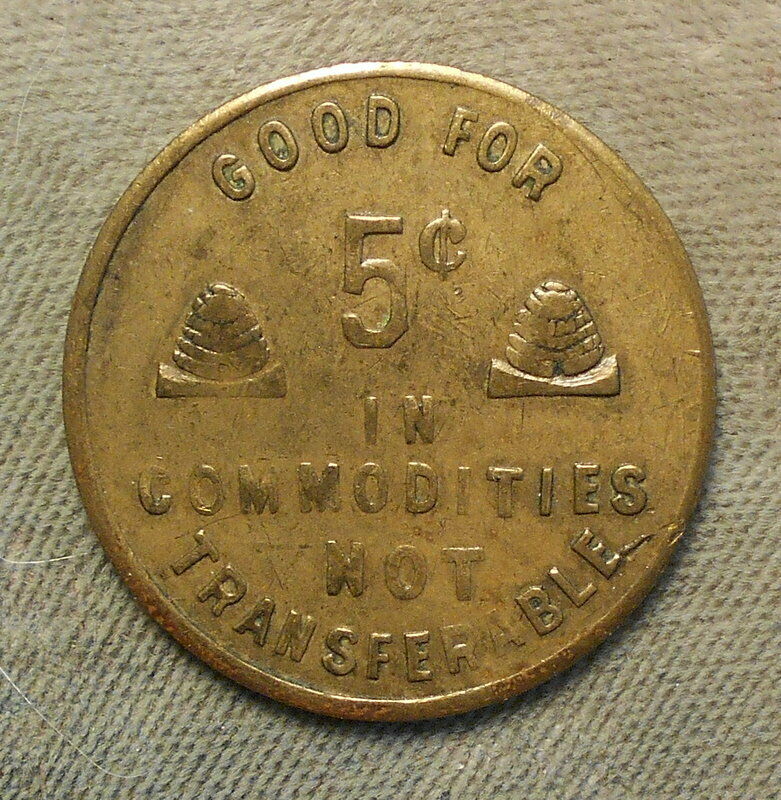 GOOD FOR
5¢
IN
COMMODITIES
NOT
TRANSFERABLE